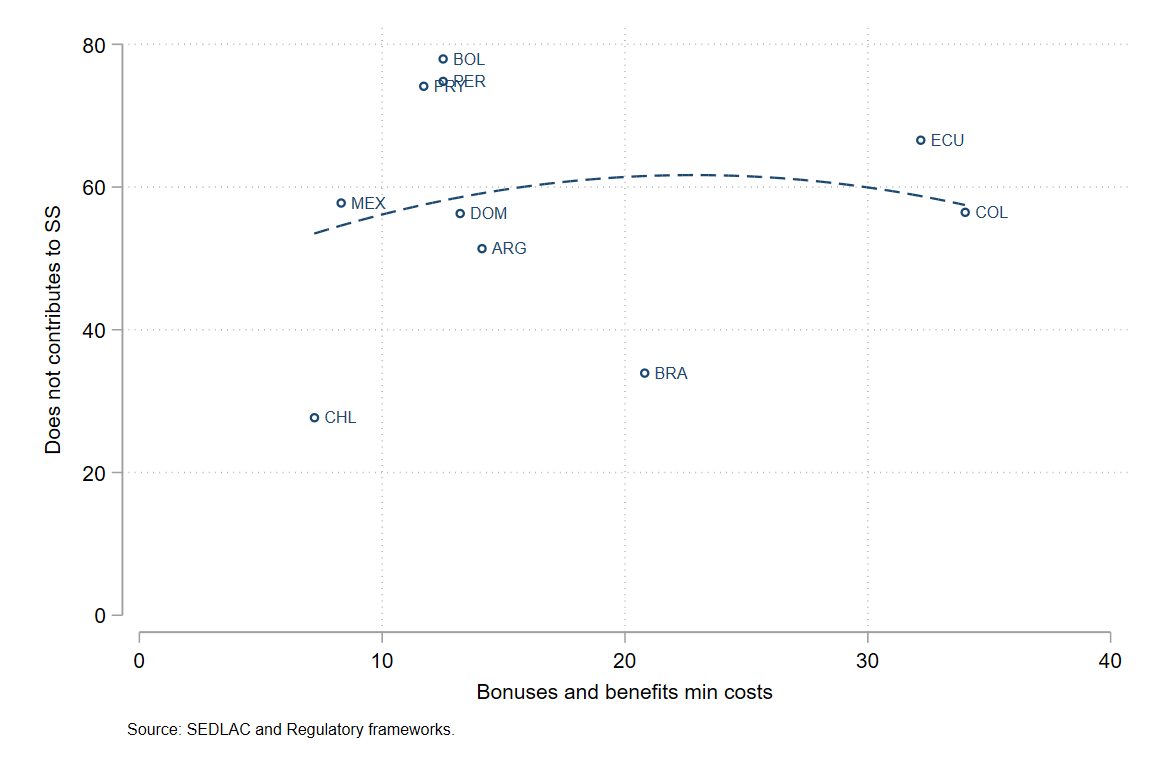 80
BOL
PER
PRY
ECU
60
MEX
DOM
COL
ARG
40
BRA
CHL
20
0
Does not contributes to SS
0 10 20 30 40
Bonuses and benefits min costs
Source: SEDLAC and Regulatory frameworks.